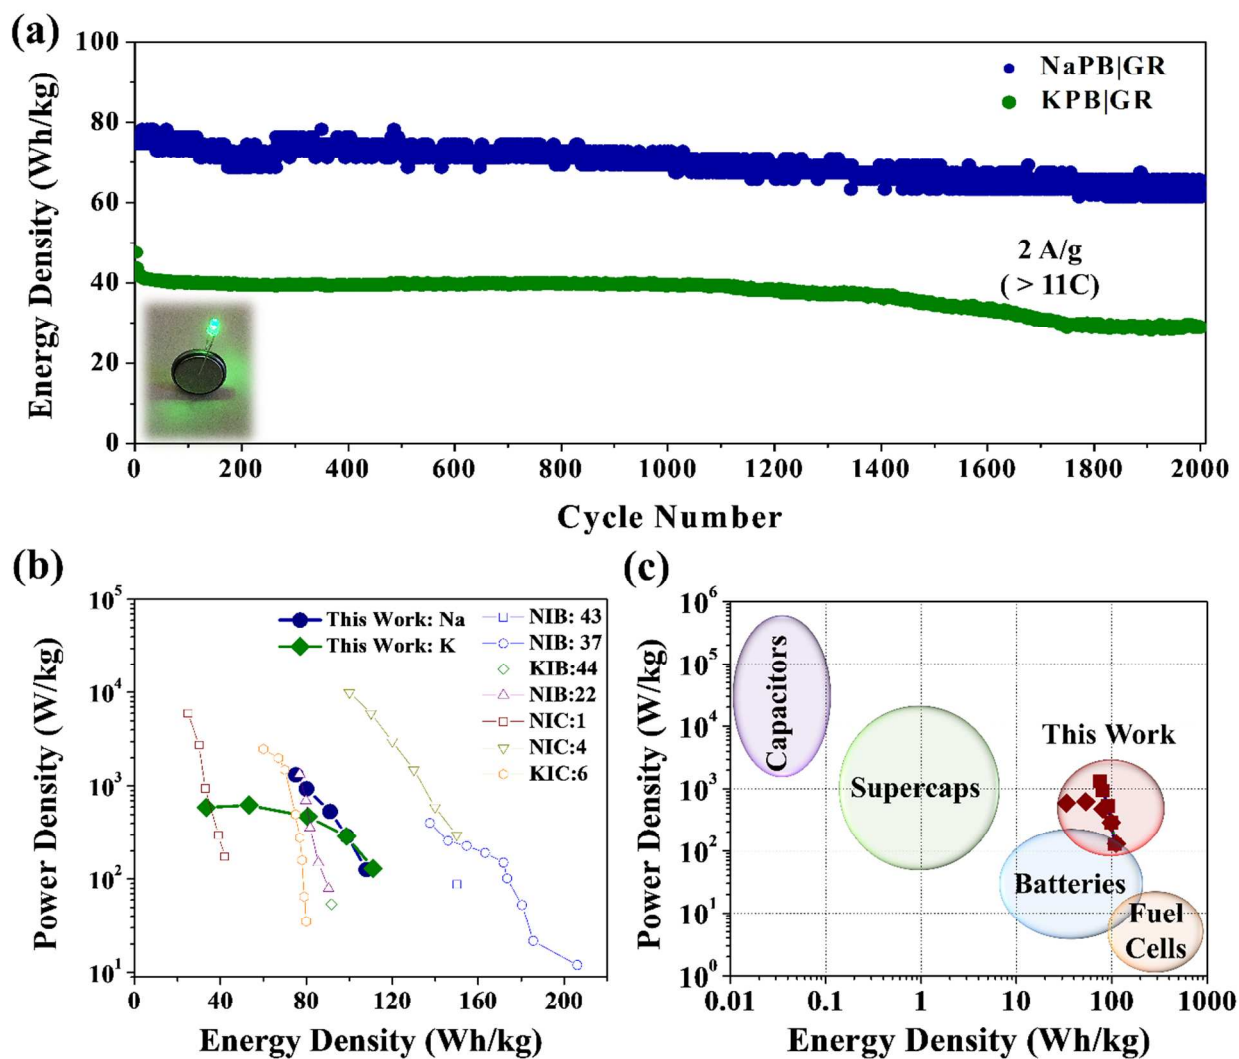 (a)
100
80
60
40
20
0
Energy Density (Wh/kg)
NaPB|GR
KPB|GR
2 A/g
( > 11C)
0 200 400 600 800 1000 1200 1400 1600 1800 2000
Cycle Number
(b)
10^5
10^4
10^3
10^2
10^1
Power Density (W/kg)
This Work: Na
This Work: K
NIB: 43
NIB: 37
KIB:44
NIB:22
NIC:1
NIC:4
KIC:6
40 80 120 160 200
Energy Density (Wh/kg)
(c)
10^6
10^5
10^4
10^3
10^2
10^1
10^0
Power Density (W/kg)
Capacitors
Supercaps
This Work
Batteries
Fuel
Cells
0.01 0.1 1 10 100 1000
Energy Density (Wh/kg)